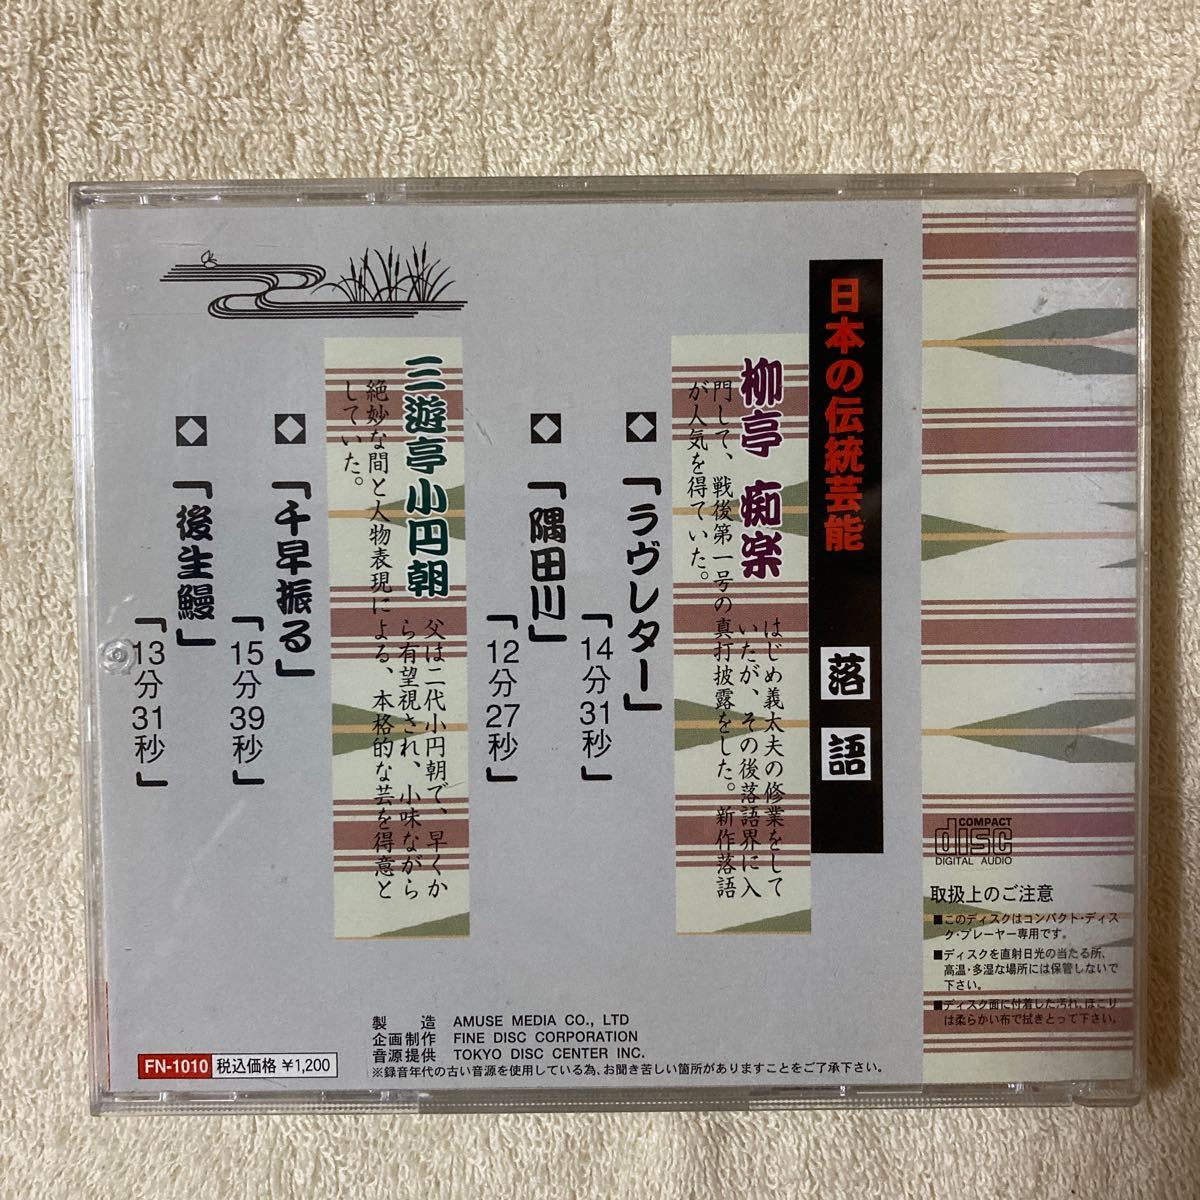 日本の伝統芸能 落語
柳亭 痴楽
はじめ義太夫の修業をして
いたが、その後落語界に入
門して、戦後第一号の真打披露をした。新作落語
が人気を得ていた。
◇「ラヴレター」
「14分31秒」
◇「隅田川」
「12分27秒」
三遊亭小円朝
父は二代小円朝で、早くか
ら有望視され、小味ながら
絶妙な間と人物表現による、本格的な芸を得意と
していた。
◇「千早振る」
「15分39秒」
◇「後生鰻」
「13分31秒」
COMPACT
disc
DIGITAL AUDIO
取扱上のご注意
■このディスクはコンパクト・ディス
ク・プレーヤー専用です。
■ディスクを直射日光の当たる所、
高温・多湿な場所には保管しないで
下さい。
■ディスク面に付着した汚れ、ほこり
は柔らかい布で拭きとって下さい。
製造 AMUSE MEDIA CO., LTD
企画制作 FINE DISC CORPORATION
音源提供 TOKYO DISC CENTER INC.
※録音年代の古い音源を使用している為、お聞き苦しい箇所がありますことをご了承下さい。
FN-1010 税込価格 ¥1,200